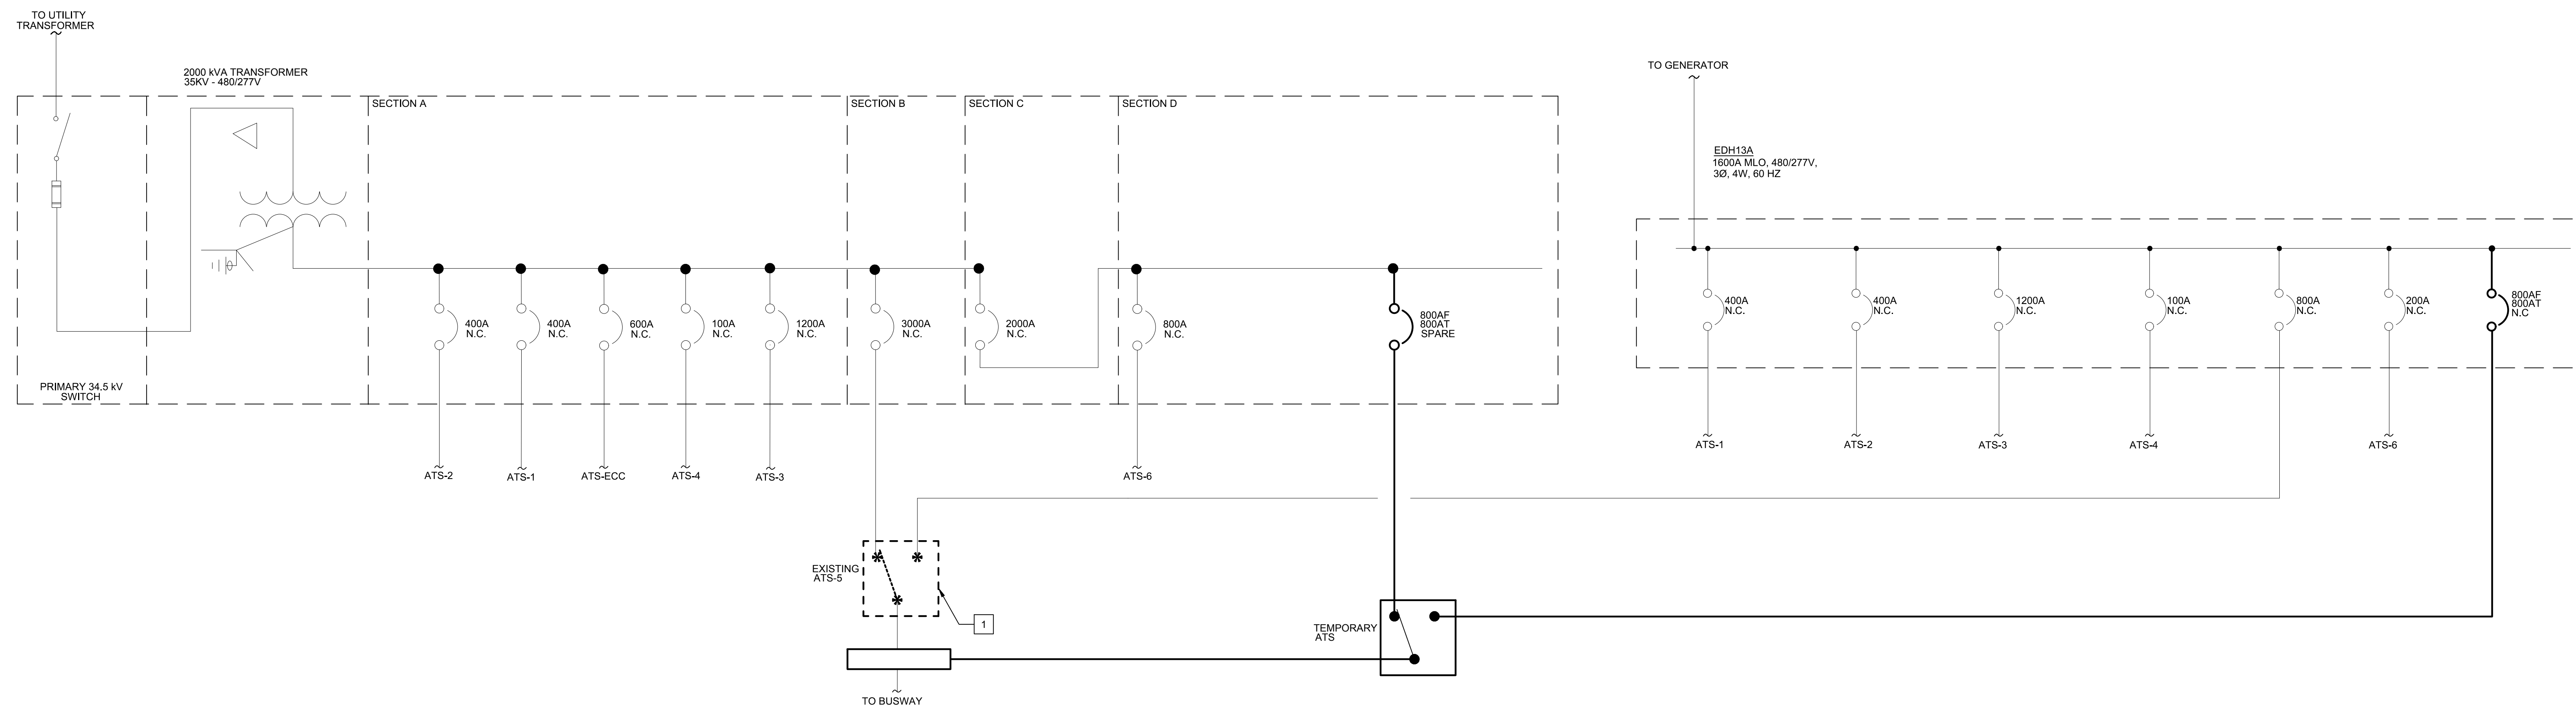 TO UTILITY
TRANSFORMER
2000 kVA TRANSFORMER
35KV - 480/277V
SECTION A
SECTION B
SECTION C
SECTION D
TO GENERATOR
EDH13A
1600A MLO, 480/277V,
3Ø, 4W, 60 HZ
400A
N.C.
400A
N.C.
600A
N.C.
100A
N.C.
1200A
N.C.
3000A
N.C.
2000A
N.C.
800A
N.C.
800AF
800AT
SPARE
400A
N.C.
400A
N.C.
1200A
N.C.
100A
N.C.
800A
N.C.
200A
N.C.
800AF
800AT
N.C
PRIMARY 34.5 kV
SWITCH
ATS-2
ATS-1
ATS-ECC
ATS-4
ATS-3
ATS-6
ATS-1
ATS-2
ATS-3
ATS-4
ATS-6
EXISTING
ATS-5
1
TEMPORARY
ATS
TO BUSWAY